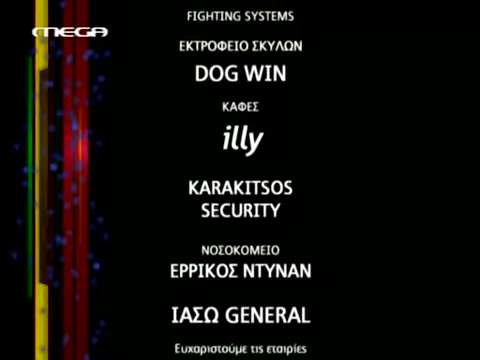 MEGA
FIGHTING SYSTEMS
ΕΚΤΡΟΦΕΙΟ ΣΚΥΛΩΝ
DOG WIN
ΚΑΦΕΣ
illy
KARAKITSOS
SECURITY
ΝΟΣΟΚΟΜΕΙΟ
ΕΡΡΙΚΟΣ ΝΤΥΝΑΝ
ΙΑΣΩ GENERAL
Ευχαριστούμε τις εταιρίες